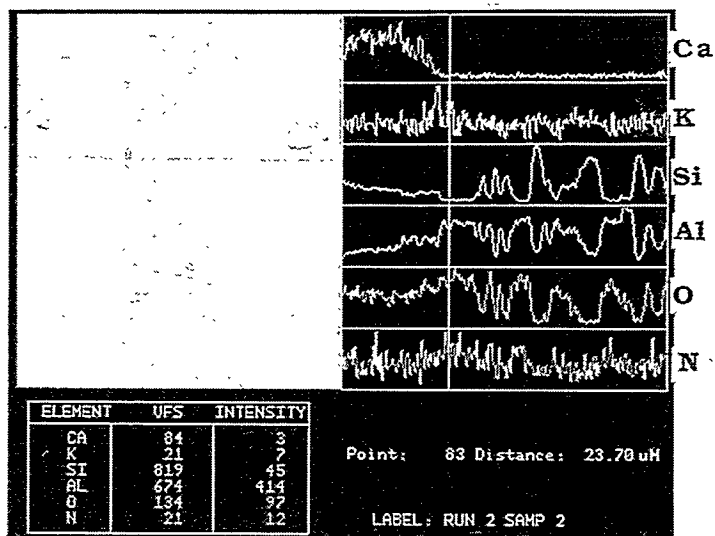 Ca
K
Si
Al
O
N
ELEMENT VFS INTENSITY
CA 84 3
K 21 7
SI 819 45
AL 674 414
O 134 97
N 21 12
Point: 83 Distance: 23.70 uM
LABEL: RUN 2 SAMP 2